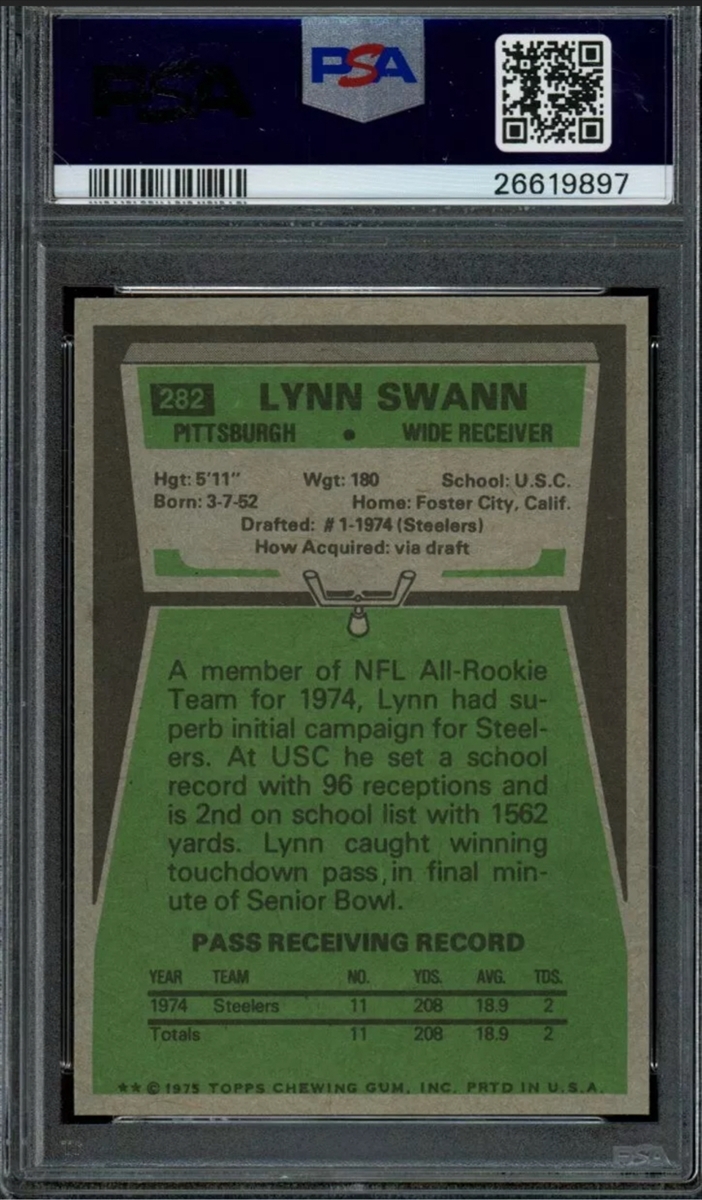 PSA
PSA
26619897
282 LYNN SWANN
PITTSBURGH • WIDE RECEIVER
Hgt: 5'11" Wgt: 180 School: U.S.C.
Born: 3-7-52 Home: Foster City, Calif.
Drafted: #1-1974 (Steelers)
How Acquired: via draft
A member of NFL All-Rookie
Team for 1974, Lynn had su-
perb initial campaign for Steel-
ers. At USC he set a school
record with 96 receptions and
is 2nd on school list with 1562
yards. Lynn caught winning
touchdown pass in final min-
ute of Senior Bowl.
PASS RECEIVING RECORD
YEAR TEAM NO. YDS. AVG. TDS.
1974 Steelers 11 208 18.9 2
Totals 11 208 18.9 2
** © 1975 TOPPS CHEWING GUM, INC. PRTD IN U.S.A.
PSA